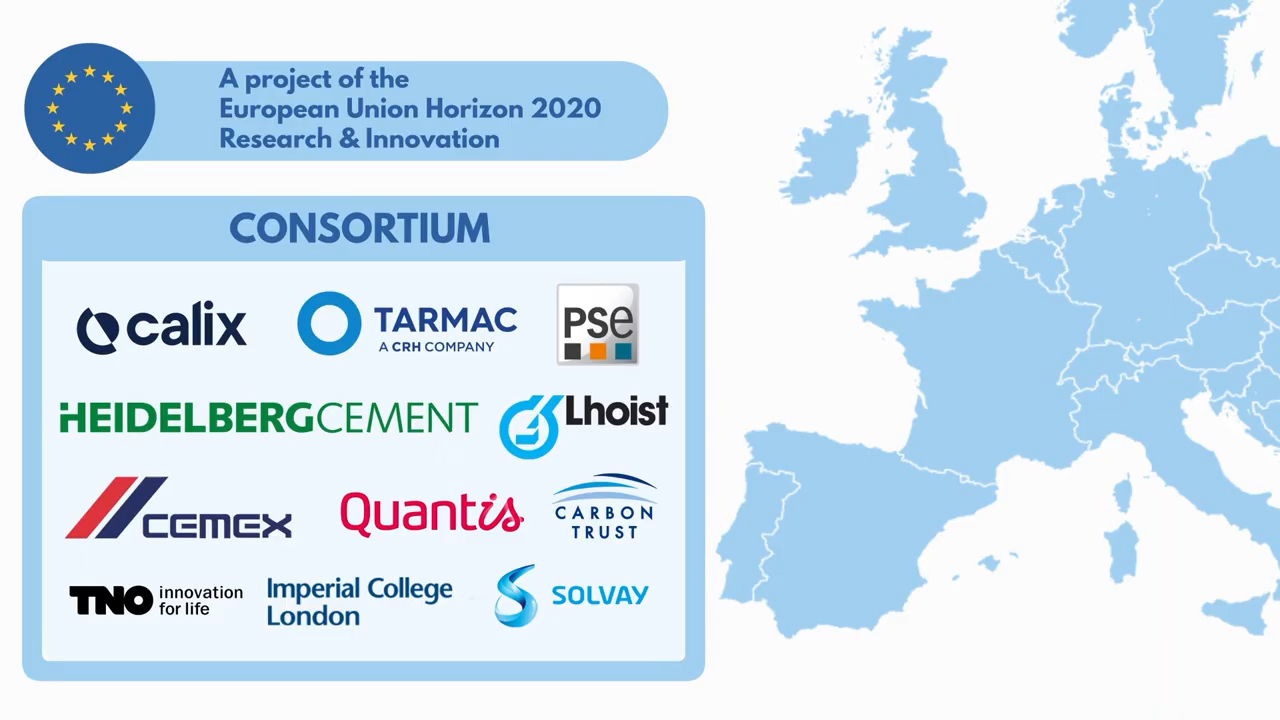 A project of the
European Union Horizon 2020
Research & Innovation
CONSORTIUM
calix
TARMAC
A CRH COMPANY
PSe
HEIDELBERGCEMENT
Lhoist
CEMEX
Quantis
CARBON
TRUST
TNO innovation
for life
Imperial College
London
SOLVAY